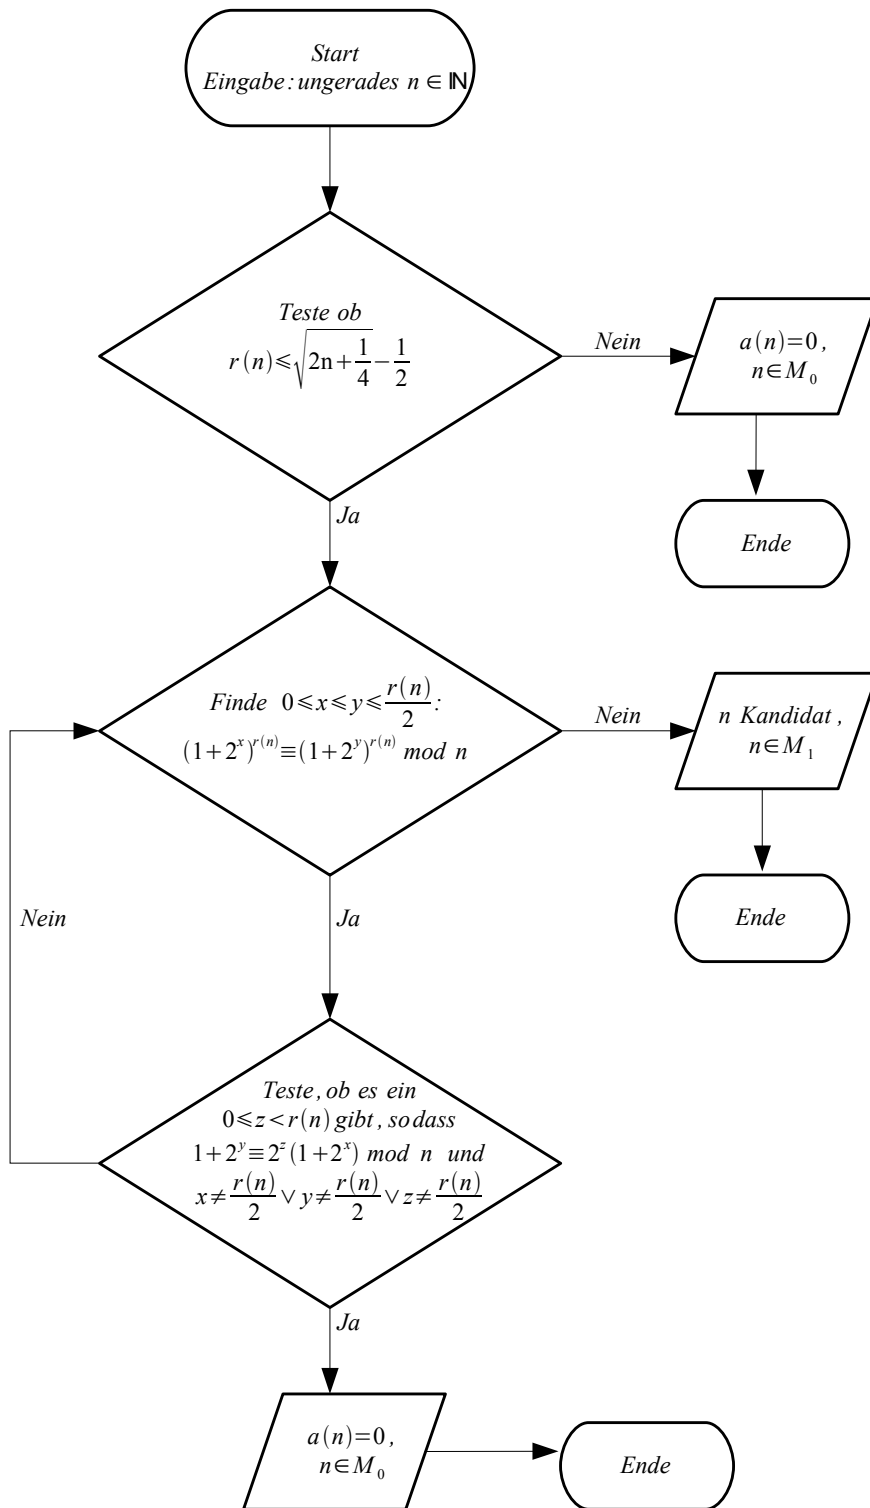 Start
Eingabe: ungerades n ∈ ℕ
Teste ob
r(n) ≤ √(2n + 1/4) − 1/2
Nein
a(n)=0,
n∈M₀
Ende
Ja
Finde 0≤x≤y≤ r(n)/2 :
(1+2^x)^r(n) ≡ (1+2^y)^r(n) mod n
Nein
n Kandidat,
n∈M₁
Ende
Ja
Nein
Teste, ob es ein
0≤z<r(n) gibt, sodass
1+2^y ≡ 2^z(1+2^x) mod n und
x≠ r(n)/2 ∨ y≠ r(n)/2 ∨ z≠ r(n)/2
Ja
a(n)=0,
n∈M₀
Ende